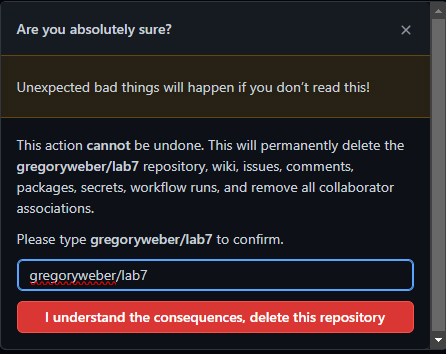 Are you absolutely sure?
Unexpected bad things will happen if you don’t read this!
This action cannot be undone. This will permanently delete the
gregoryweber/lab7 repository, wiki, issues, comments,
packages, secrets, workflow runs, and remove all collaborator
associations.
Please type gregoryweber/lab7 to confirm.
gregoryweber/lab7
I understand the consequences, delete this repository